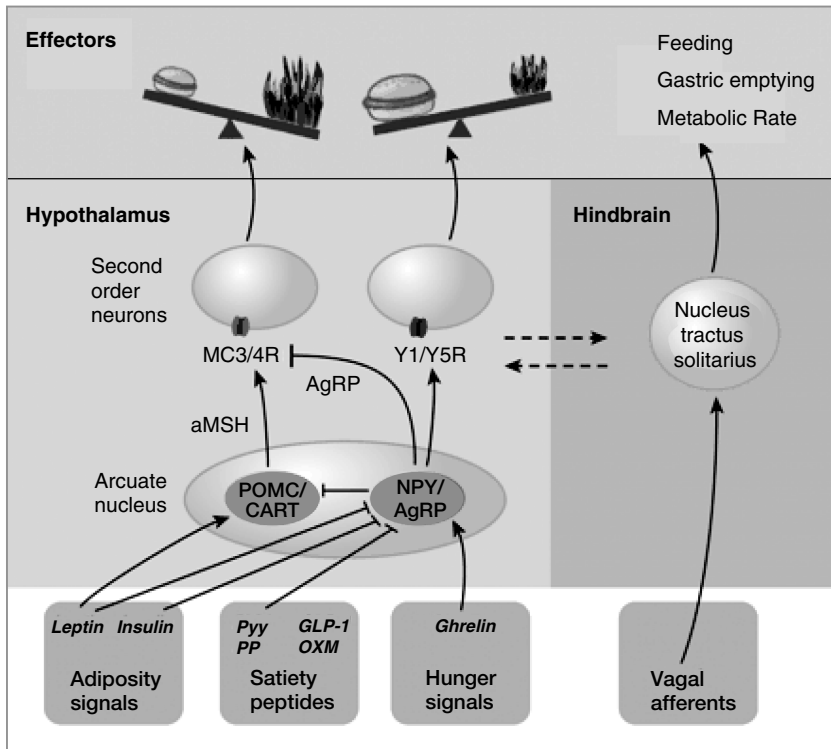 Effectors
Feeding
Gastric emptying
Metabolic Rate
Hypothalamus
Hindbrain
Second
order
neurons
Nucleus
tractus
solitarius
MC3/4R
Y1/Y5R
AgRP
aMSH
Arcuate
nucleus
POMC/
CART
NPY/
AgRP
Leptin Insulin
Adiposity
signals
Pyy GLP-1
PP OXM
Satiety
peptides
Ghrelin
Hunger
signals
Vagal
afferents